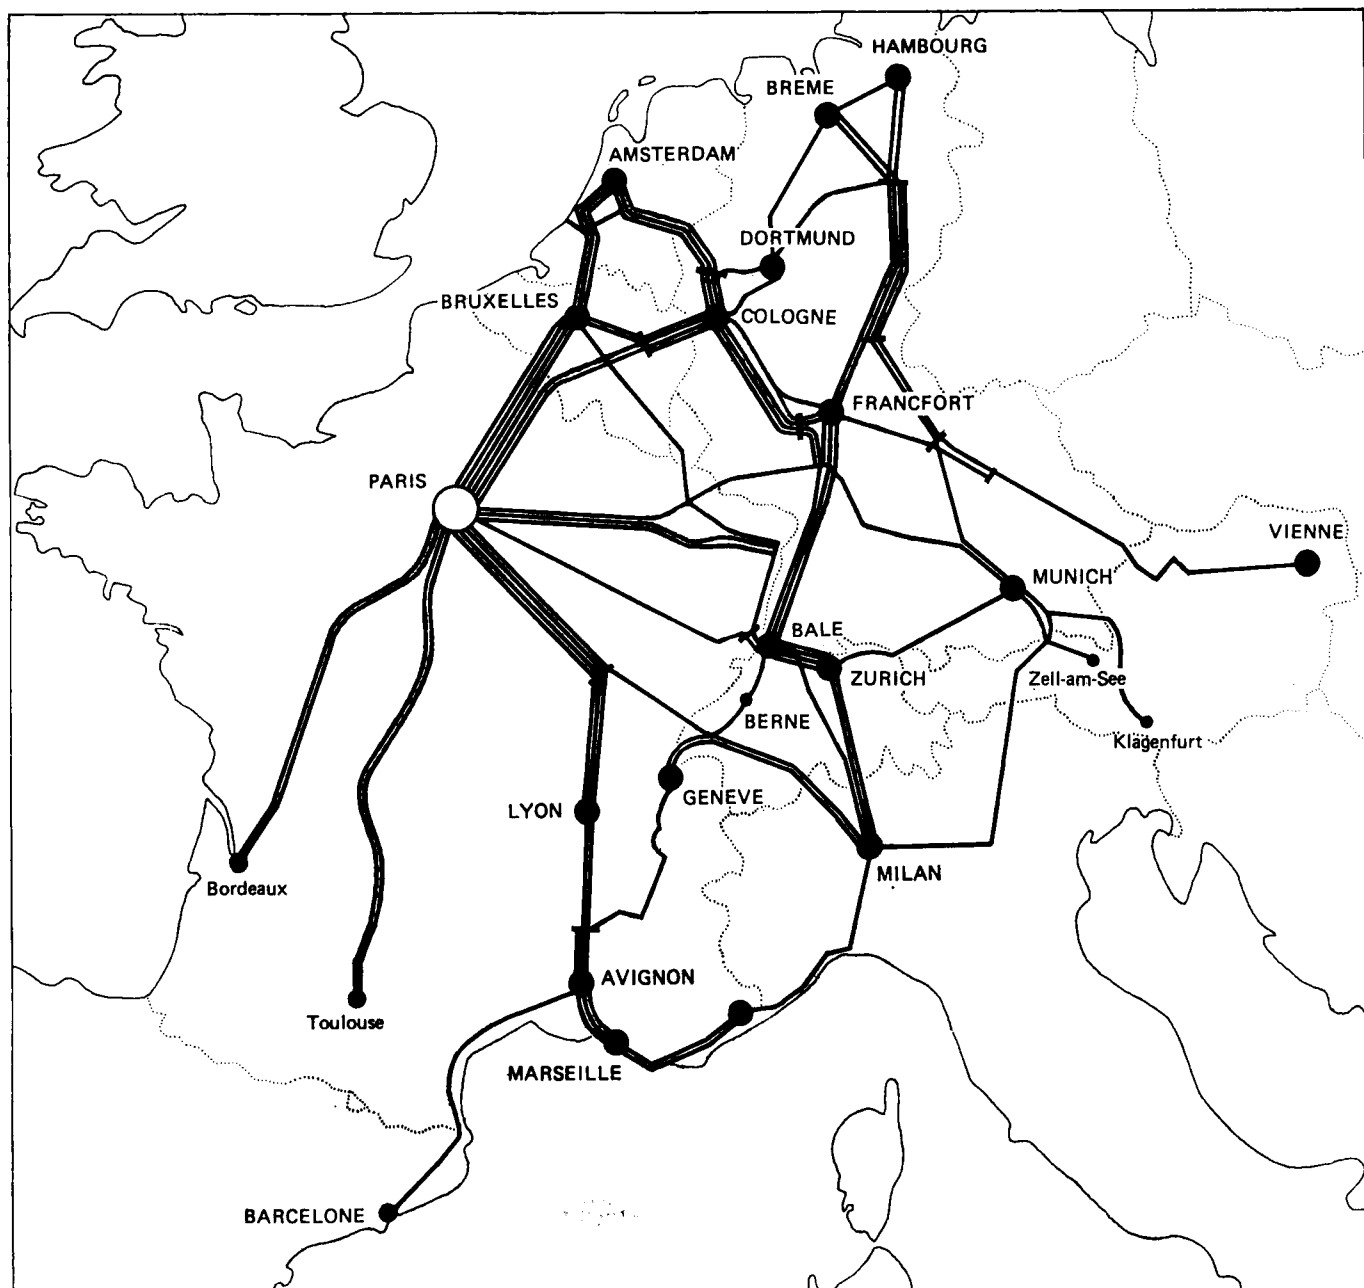 HAMBOURG
BREME
AMSTERDAM
DORTMUND
BRUXELLES
COLOGNE
FRANCFORT
PARIS
VIENNE
MUNICH
BALE
ZURICH
Zell-am-See
BERNE
Klagenfurt
GENEVE
LYON
MILAN
Bordeaux
AVIGNON
Toulouse
MARSEILLE
BARCELONE